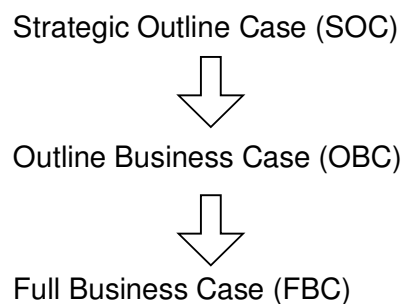 Strategic Outline Case (SOC)
Outline Business Case (OBC)
Full Business Case (FBC)